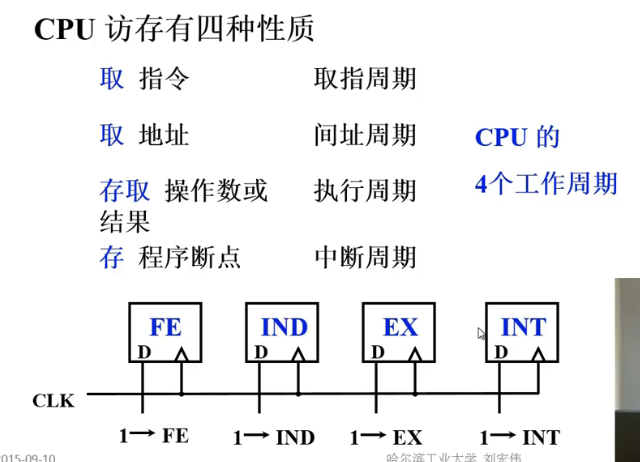 CPU 访存有四种性质
取 指令 取指周期
取 地址 间址周期
CPU 的
存取 操作数或 执行周期
4个工作周期
结果
存 程序断点 中断周期
FE IND EX INT
D D D D
CLK
1→ FE 1→ IND 1→ EX 1→ INT
2015-09-10 哈尔滨工业大学 刘宏伟